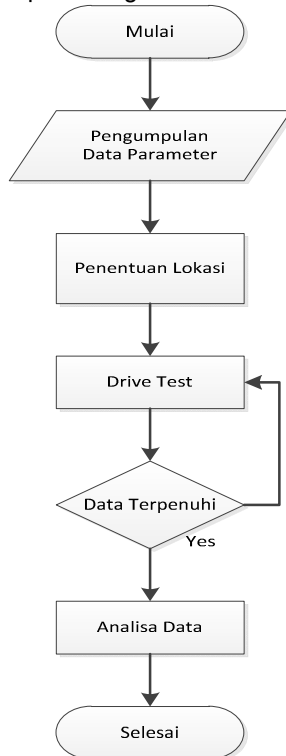 Mulai
Pengumpulan
Data Parameter
Penentuan Lokasi
Drive Test
Data Terpenuhi
Yes
Analisa Data
Selesai